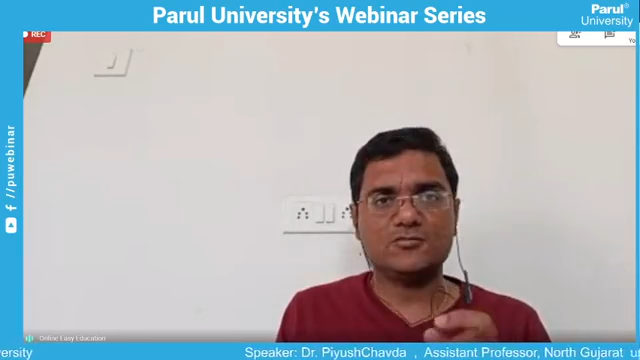 Parul University's Webinar Series
Parul®
University
REC
Yo
//puwebinar
Online Easy Education
ersity
Speaker: Dr. PiyushChavda , Assistant Professor, North Gujarat u